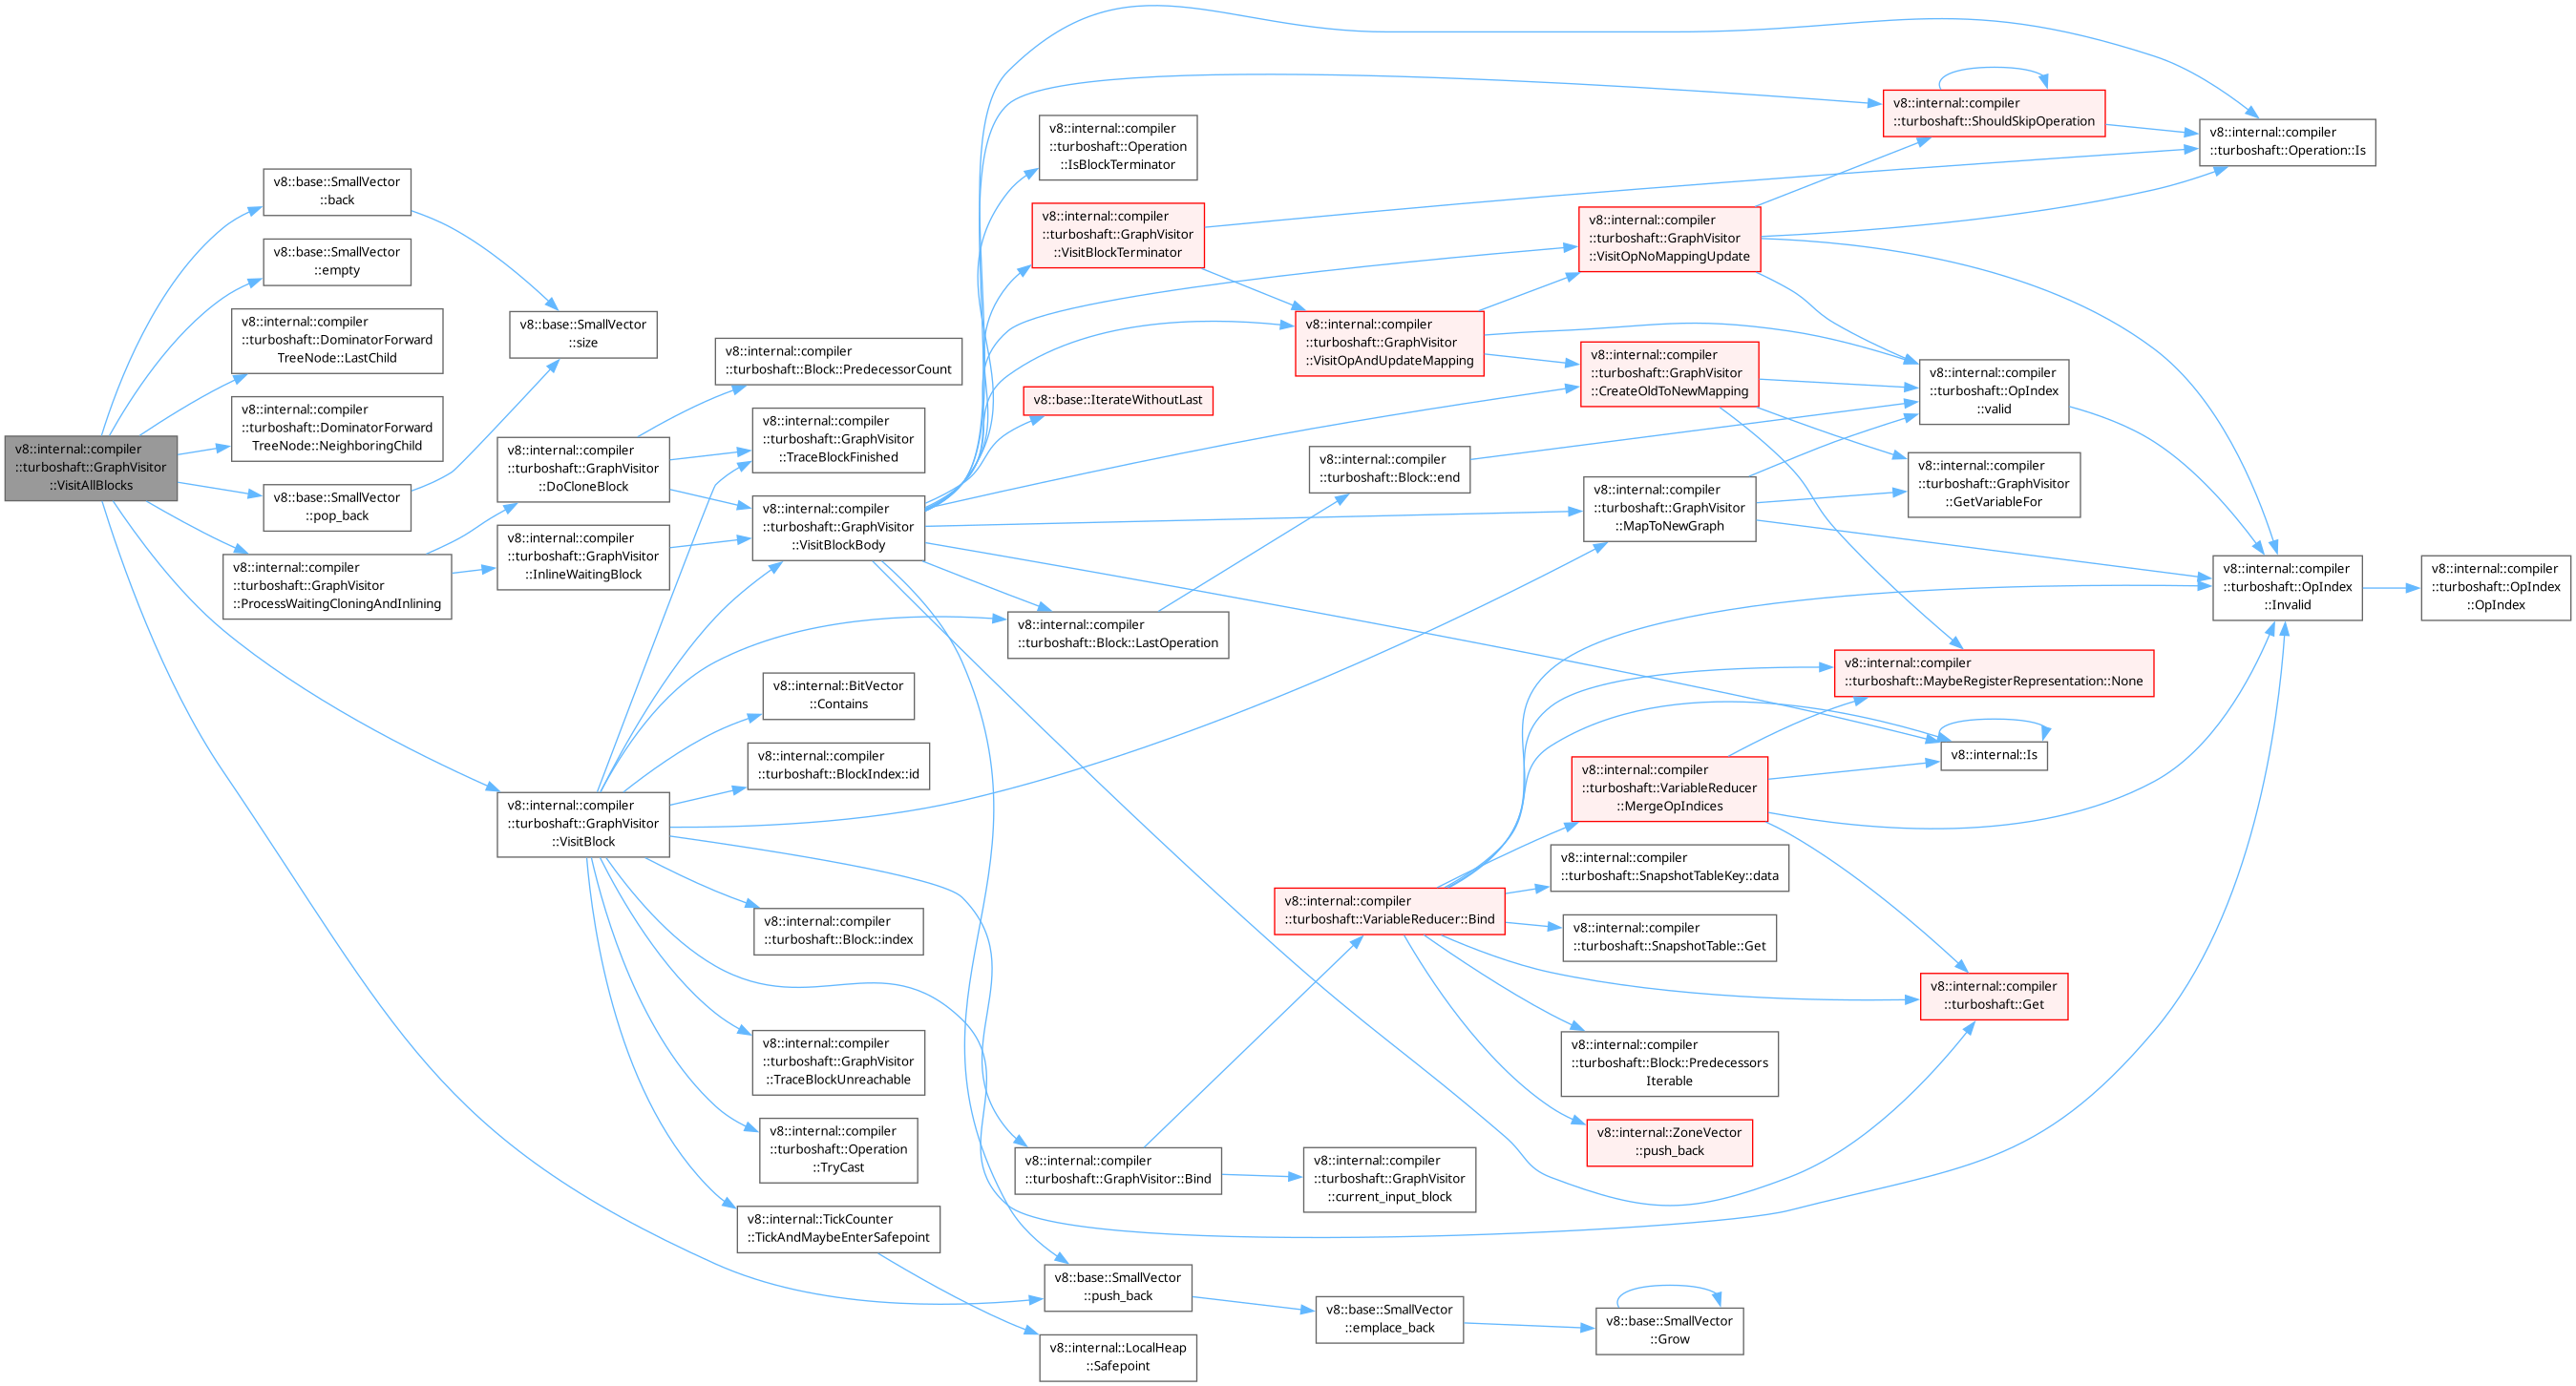 v8::internal::compiler
::turboshaft::GraphVisitor
::VisitAllBlocks
v8::base::SmallVector
::back
v8::base::SmallVector
::empty
v8::internal::compiler
::turboshaft::DominatorForward
TreeNode::LastChild
v8::internal::compiler
::turboshaft::DominatorForward
TreeNode::NeighboringChild
v8::base::SmallVector
::pop_back
v8::internal::compiler
::turboshaft::GraphVisitor
::ProcessWaitingCloningAndInlining
v8::base::SmallVector
::size
v8::internal::compiler
::turboshaft::GraphVisitor
::DoCloneBlock
v8::internal::compiler
::turboshaft::GraphVisitor
::InlineWaitingBlock
v8::internal::compiler
::turboshaft::GraphVisitor
::VisitBlock
v8::internal::compiler
::turboshaft::Block::PredecessorCount
v8::internal::compiler
::turboshaft::GraphVisitor
::TraceBlockFinished
v8::internal::compiler
::turboshaft::GraphVisitor
::VisitBlockBody
v8::internal::BitVector
::Contains
v8::internal::compiler
::turboshaft::BlockIndex::id
v8::internal::compiler
::turboshaft::Block::index
v8::internal::compiler
::turboshaft::GraphVisitor
::TraceBlockUnreachable
v8::internal::compiler
::turboshaft::Operation
::TryCast
v8::internal::TickCounter
::TickAndMaybeEnterSafepoint
v8::internal::compiler
::turboshaft::Operation
::IsBlockTerminator
v8::internal::compiler
::turboshaft::GraphVisitor
::VisitBlockTerminator
v8::base::IterateWithoutLast
v8::internal::compiler
::turboshaft::Block::LastOperation
v8::internal::compiler
::turboshaft::GraphVisitor::Bind
v8::base::SmallVector
::push_back
v8::internal::LocalHeap
::Safepoint
v8::internal::compiler
::turboshaft::GraphVisitor
::VisitOpAndUpdateMapping
v8::internal::compiler
::turboshaft::Block::end
v8::internal::compiler
::turboshaft::VariableReducer::Bind
v8::internal::compiler
::turboshaft::GraphVisitor
::current_input_block
v8::base::SmallVector
::emplace_back
v8::internal::compiler
::turboshaft::GraphVisitor
::VisitOpNoMappingUpdate
v8::internal::compiler
::turboshaft::GraphVisitor
::CreateOldToNewMapping
v8::internal::compiler
::turboshaft::GraphVisitor
::MapToNewGraph
v8::internal::compiler
::turboshaft::VariableReducer
::MergeOpIndices
v8::internal::compiler
::turboshaft::SnapshotTableKey::data
v8::internal::compiler
::turboshaft::SnapshotTable::Get
v8::internal::compiler
::turboshaft::Block::Predecessors
Iterable
v8::internal::ZoneVector
::push_back
v8::base::SmallVector
::Grow
v8::internal::compiler
::turboshaft::ShouldSkipOperation
v8::internal::compiler
::turboshaft::OpIndex
::valid
v8::internal::compiler
::turboshaft::GraphVisitor
::GetVariableFor
v8::internal::compiler
::turboshaft::MaybeRegisterRepresentation::None
v8::internal::Is
v8::internal::compiler
::turboshaft::Get
v8::internal::compiler
::turboshaft::Operation::Is
v8::internal::compiler
::turboshaft::OpIndex
::Invalid
v8::internal::compiler
::turboshaft::OpIndex
::OpIndex